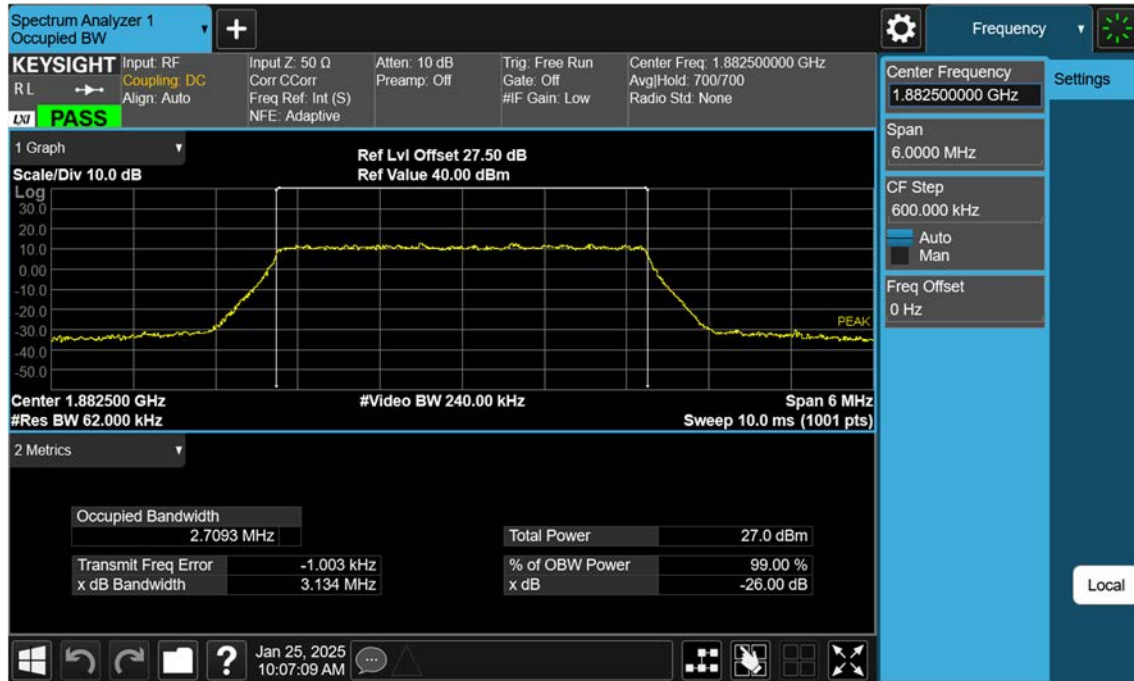 Spectrum Analyzer 1
Occupied BW
+
Frequency
KEYSIGHT
RL
LXI PASS
Input: RF
Coupling: DC
Align: Auto
Input Z: 50 Ω
Corr CCorr
Freq Ref: Int (S)
NFE: Adaptive
Atten: 10 dB
Preamp: Off
Trig: Free Run
Gate: Off
#IF Gain: Low
Center Freq: 1.882500000 GHz
Avg|Hold: 700/700
Radio Std: None
Center Frequency
1.882500000 GHz
Settings
Span
6.0000 MHz
CF Step
600.000 kHz
Auto
Man
Freq Offset
0 Hz
Local
1 Graph
Scale/Div 10.0 dB
Ref Lvl Offset 27.50 dB
Ref Value 40.00 dBm
Log
30.0
20.0
10.0
0.00
-10.0
-20.0
-30.0
-40.0
-50.0
PEAK
Center 1.882500 GHz
#Video BW 240.00 kHz
Span 6 MHz
#Res BW 62.000 kHz
Sweep 10.0 ms (1001 pts)
2 Metrics
Occupied Bandwidth
2.7093 MHz
Total Power 27.0 dBm
Transmit Freq Error -1.003 kHz
% of OBW Power 99.00 %
x dB Bandwidth 3.134 MHz
x dB -26.00 dB
?
Jan 25, 2025
10:07:09 AM